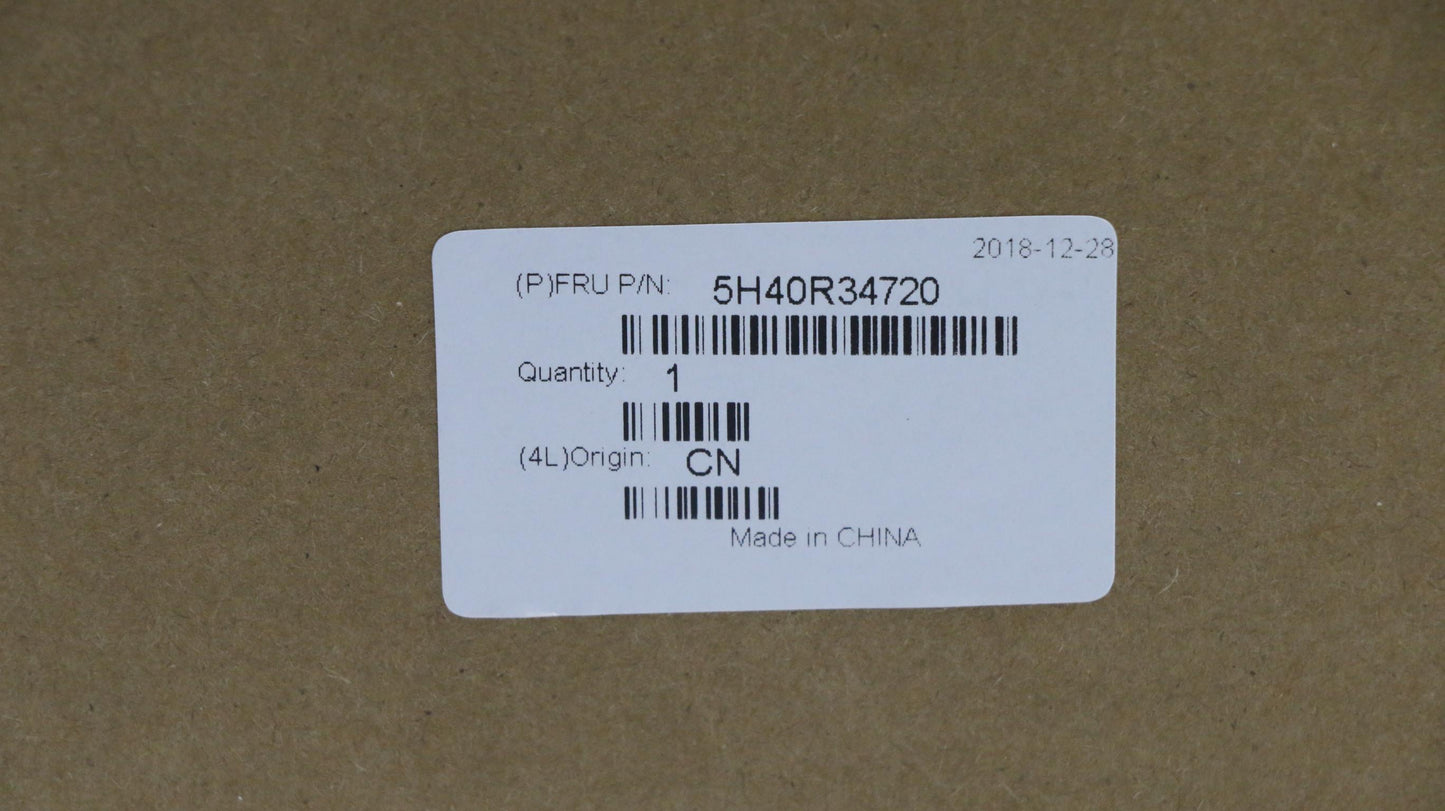 2018-12-28
(P)FRU P/N: 5H40R34720
Quantity: 1
(4L)Origin: CN
Made in CHINA